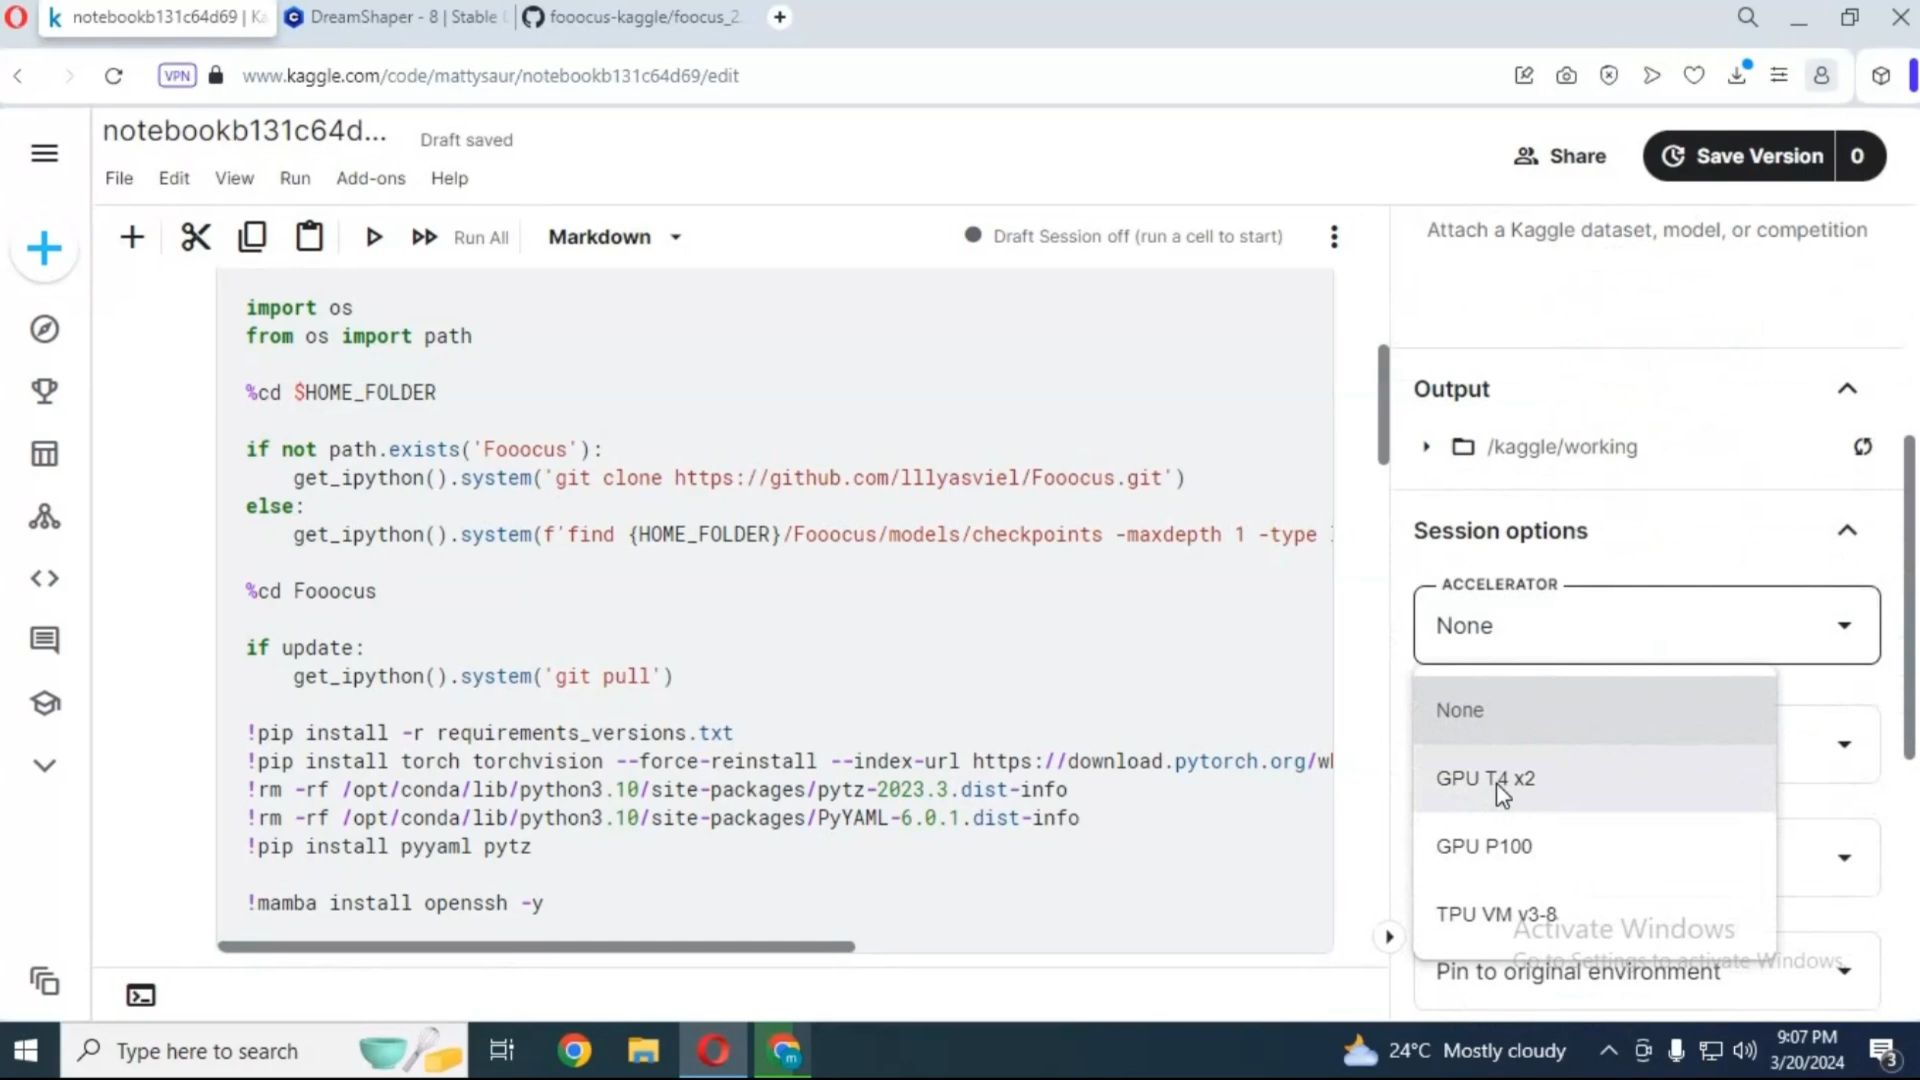 notebookb131c64d69 | Ka
DreamShaper - 8 | Stable
fooocus-kaggle/foocus_2
VPN
www.kaggle.com/code/mattysaur/notebookb131c64d69/edit
notebookb131c64d...
Draft saved
Share
Save Version
0
File
Edit
View
Run
Add-ons
Help
Run All
Markdown
Draft Session off (run a cell to start)
Attach a Kaggle dataset, model, or competition
import os
from os import path
%cd $HOME_FOLDER
if not path.exists('Fooocus'):
get_ipython().system('git clone https://github.com/lllyasviel/Fooocus.git')
else:
get_ipython().system(f'find {HOME_FOLDER}/Fooocus/models/checkpoints -maxdepth 1 -type
%cd Fooocus
if update:
get_ipython().system('git pull')
!pip install -r requirements_versions.txt
!pip install torch torchvision --force-reinstall --index-url https://download.pytorch.org/w
!rm -rf /opt/conda/lib/python3.10/site-packages/pytz-2023.3.dist-info
!rm -rf /opt/conda/lib/python3.10/site-packages/PyYAML-6.0.1.dist-info
!pip install pyyaml pytz
!mamba install openssh -y
Output
/kaggle/working
Session options
ACCELERATOR
None
None
GPU T4 x2
GPU P100
TPU VM v3-8
Activate Windows
Go to Settings to activate Windows.
Pin to original environment
Type here to search
24°C Mostly cloudy
9:07 PM
3/20/2024
3